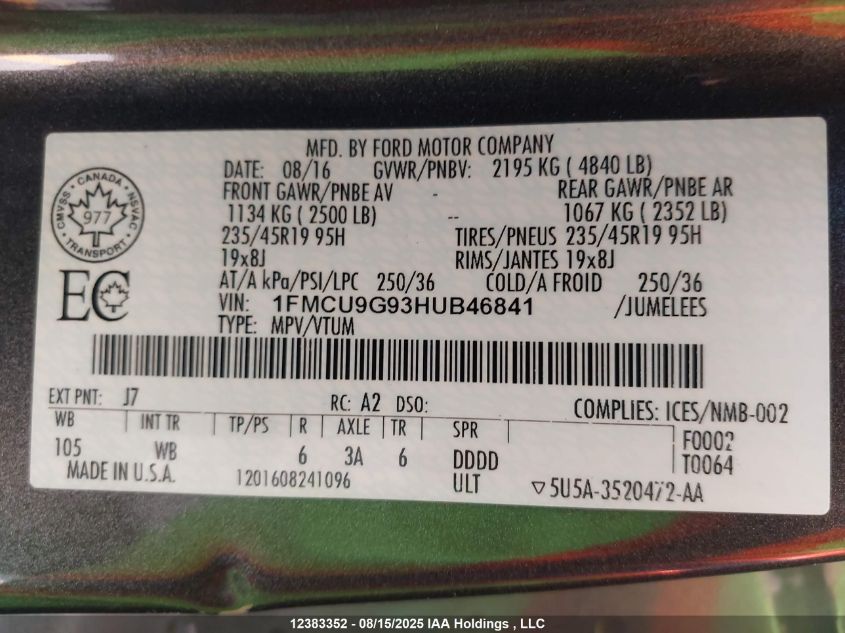 MFD. BY FORD MOTOR COMPANY
DATE: 08/16 GVWR/PNBV: 2195 KG ( 4840 LB)
FRONT GAWR/PNBE AV - REAR GAWR/PNBE AR
1134 KG ( 2500 LB) -- 1067 KG ( 2352 LB)
235/45R19 95H TIRES/PNEUS 235/45R19 95H
19x8J RIMS/JANTES 19x8J
AT/A kPa/PSI/LPC 250/36 COLD/A FROID 250/36
VIN: 1FMCU9G93HUB46841 /JUMELEES
TYPE: MPV/VTUM
CMVSS • CANADA • NSVAC • TRANSPORT •
977
EC
EXT PNT: J7 RC: A2 DSO: COMPLIES: ICES/NMB-002
WB INT TR TP/PS R AXLE TR SPR F0002
105 WB 6 3A 6 DDDD T0064
MADE IN U.S.A. 1201608241096 ULT ▽5U5A-3520472-AA
12383352 - 08/15/2025 IAA Holdings , LLC